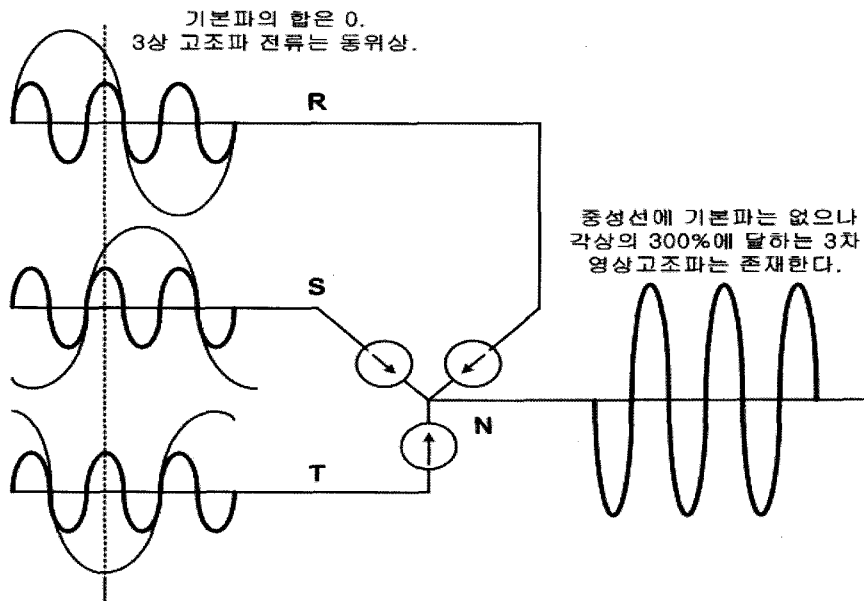 기본파의 합은 0.
3상 고조파 전류는 동위상.
R
중성선에 기본파는 없으나
각상의 300%에 달하는 3차
영상고조파는 존재한다.
S
N
T